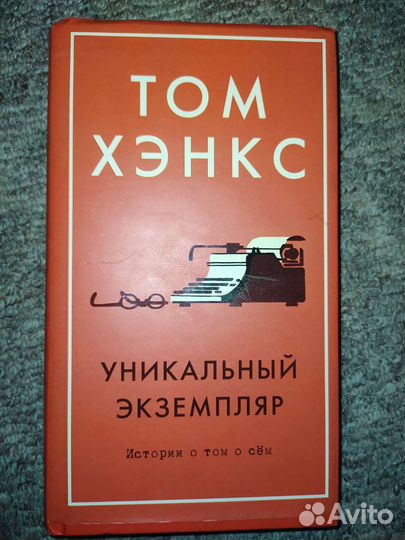 ТОМ
ХЭНКС
УНИКАЛЬНЫЙ
ЭКЗЕМПЛЯР
Истории о том о сём
Avito